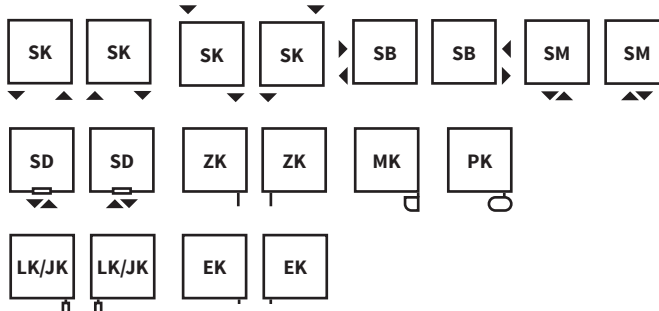 SK SK SK SK SB SB SM SM
SD SD ZK ZK MK PK
LK/JK LK/JK EK EK